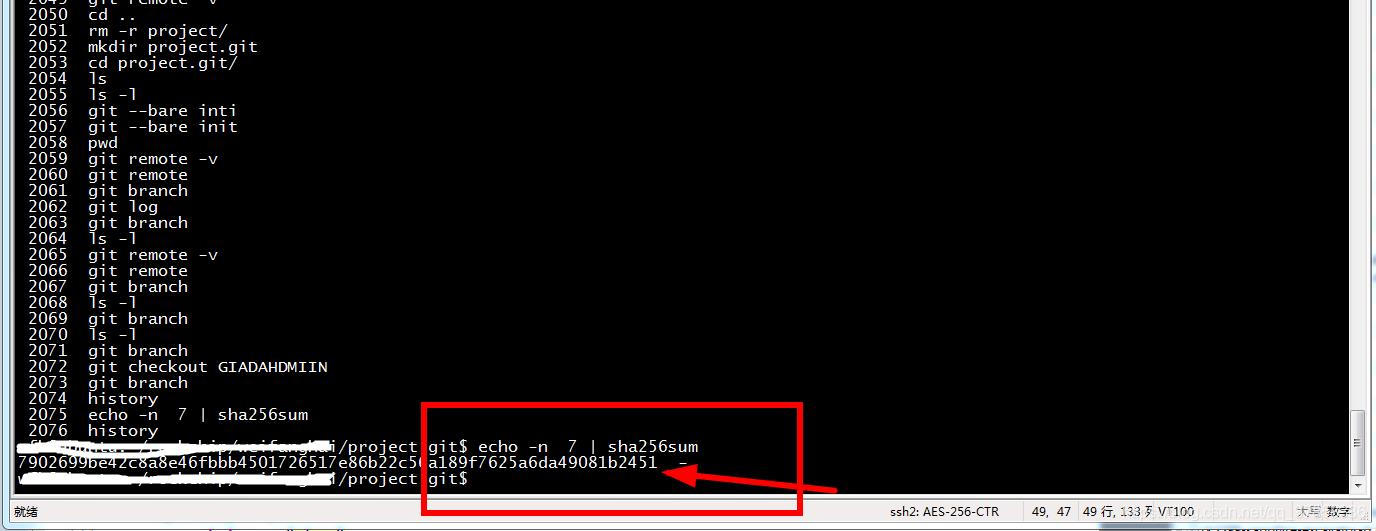 2049 git remote -v
2050 cd ..
2051 rm -r project/
2052 mkdir project.git
2053 cd project.git/
2054 ls
2055 ls -l
2056 git --bare inti
2057 git --bare init
2058 pwd
2059 git remote -v
2060 git remote
2061 git branch
2062 git log
2063 git branch
2064 ls -l
2065 git remote -v
2066 git remote
2067 git branch
2068 ls -l
2069 git branch
2070 ls -l
2071 git branch
2072 git checkout GIADAHDMIIN
2073 git branch
2074 history
2075 echo -n  7 | sha256sum
2076 history
/project.git$ echo -n  7 | sha256sum
7902699be42c8a8e46fbbb4501726517e86b22c56a189f7625a6da49081b2451  -
/project.git$
就绪 ssh2: AES-256-CTR 49, 47 49 行, 133 列 VT100 大写 数字